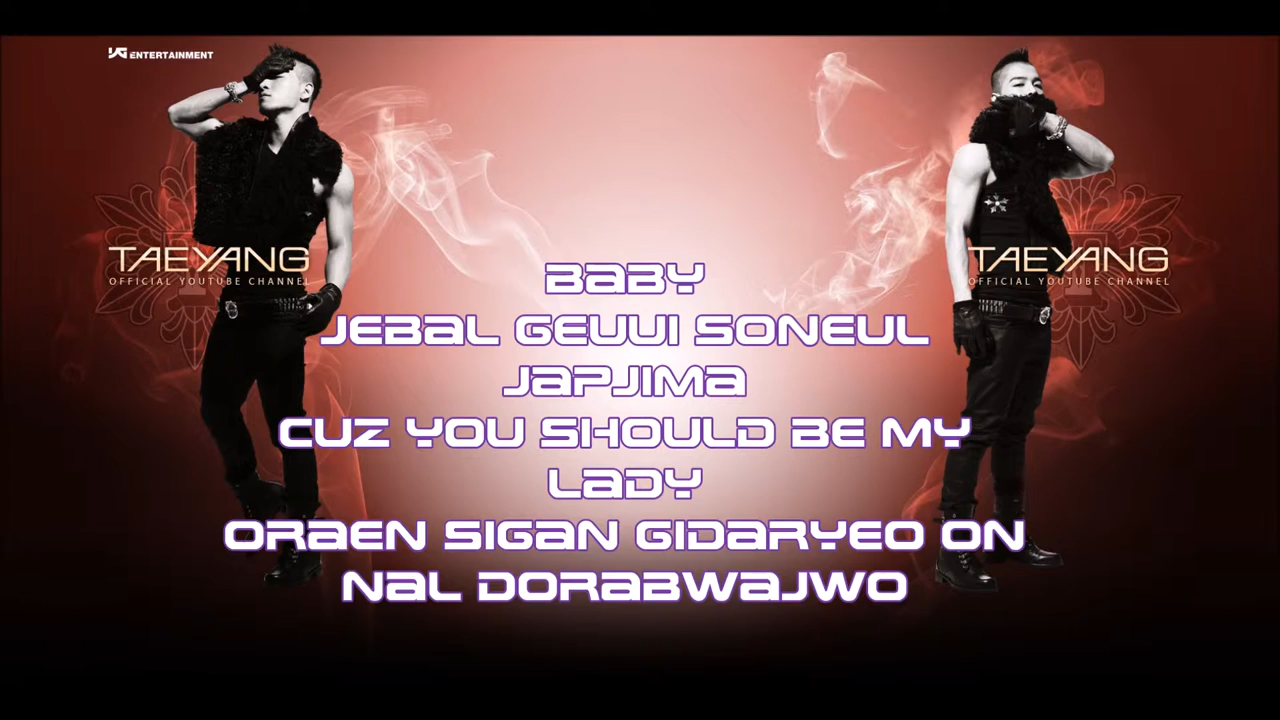 YG ENTERTAINMENT
TAEYANG
OFFICIAL YOUTUBE CHANNEL
TAEYANG
OFFICIAL YOUTUBE CHANNEL
BABY
JEBAL GEUUI SONEUL
JAPJIMA
CUZ YOU SHOULD BE MY
LADY
ORAEN SIGAN GIDARYEO ON
NAL DORABWAJWO